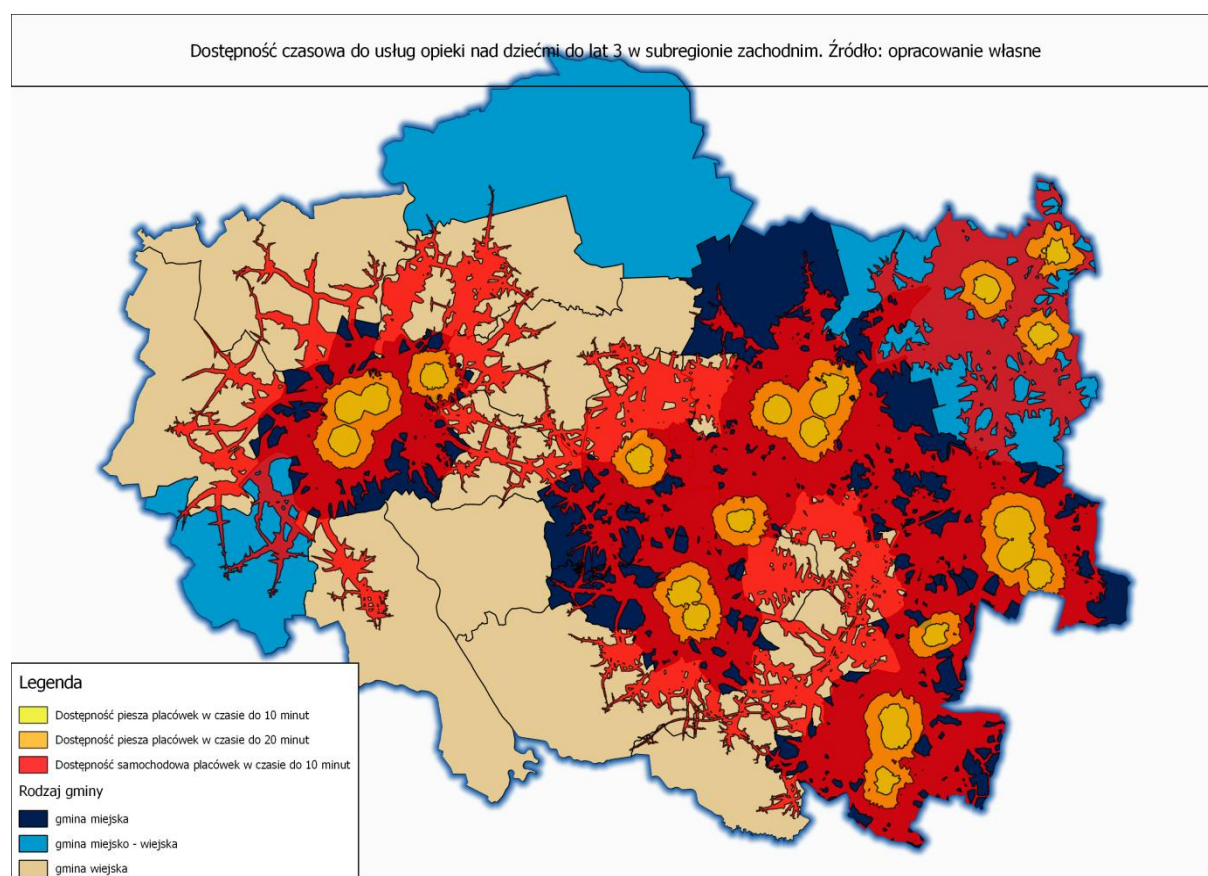 Dostępność czasowa do usług opieki nad dziećmi do lat 3 w subregionie zachodnim. Źródło: opracowanie własne
Legenda
Dostępność piesza placówek w czasie do 10 minut
Dostępność piesza placówek w czasie do 20 minut
Dostępność samochodowa placówek w czasie do 10 minut
Rodzaj gminy
gmina miejska
gmina miejsko - wiejska
gmina wiejska